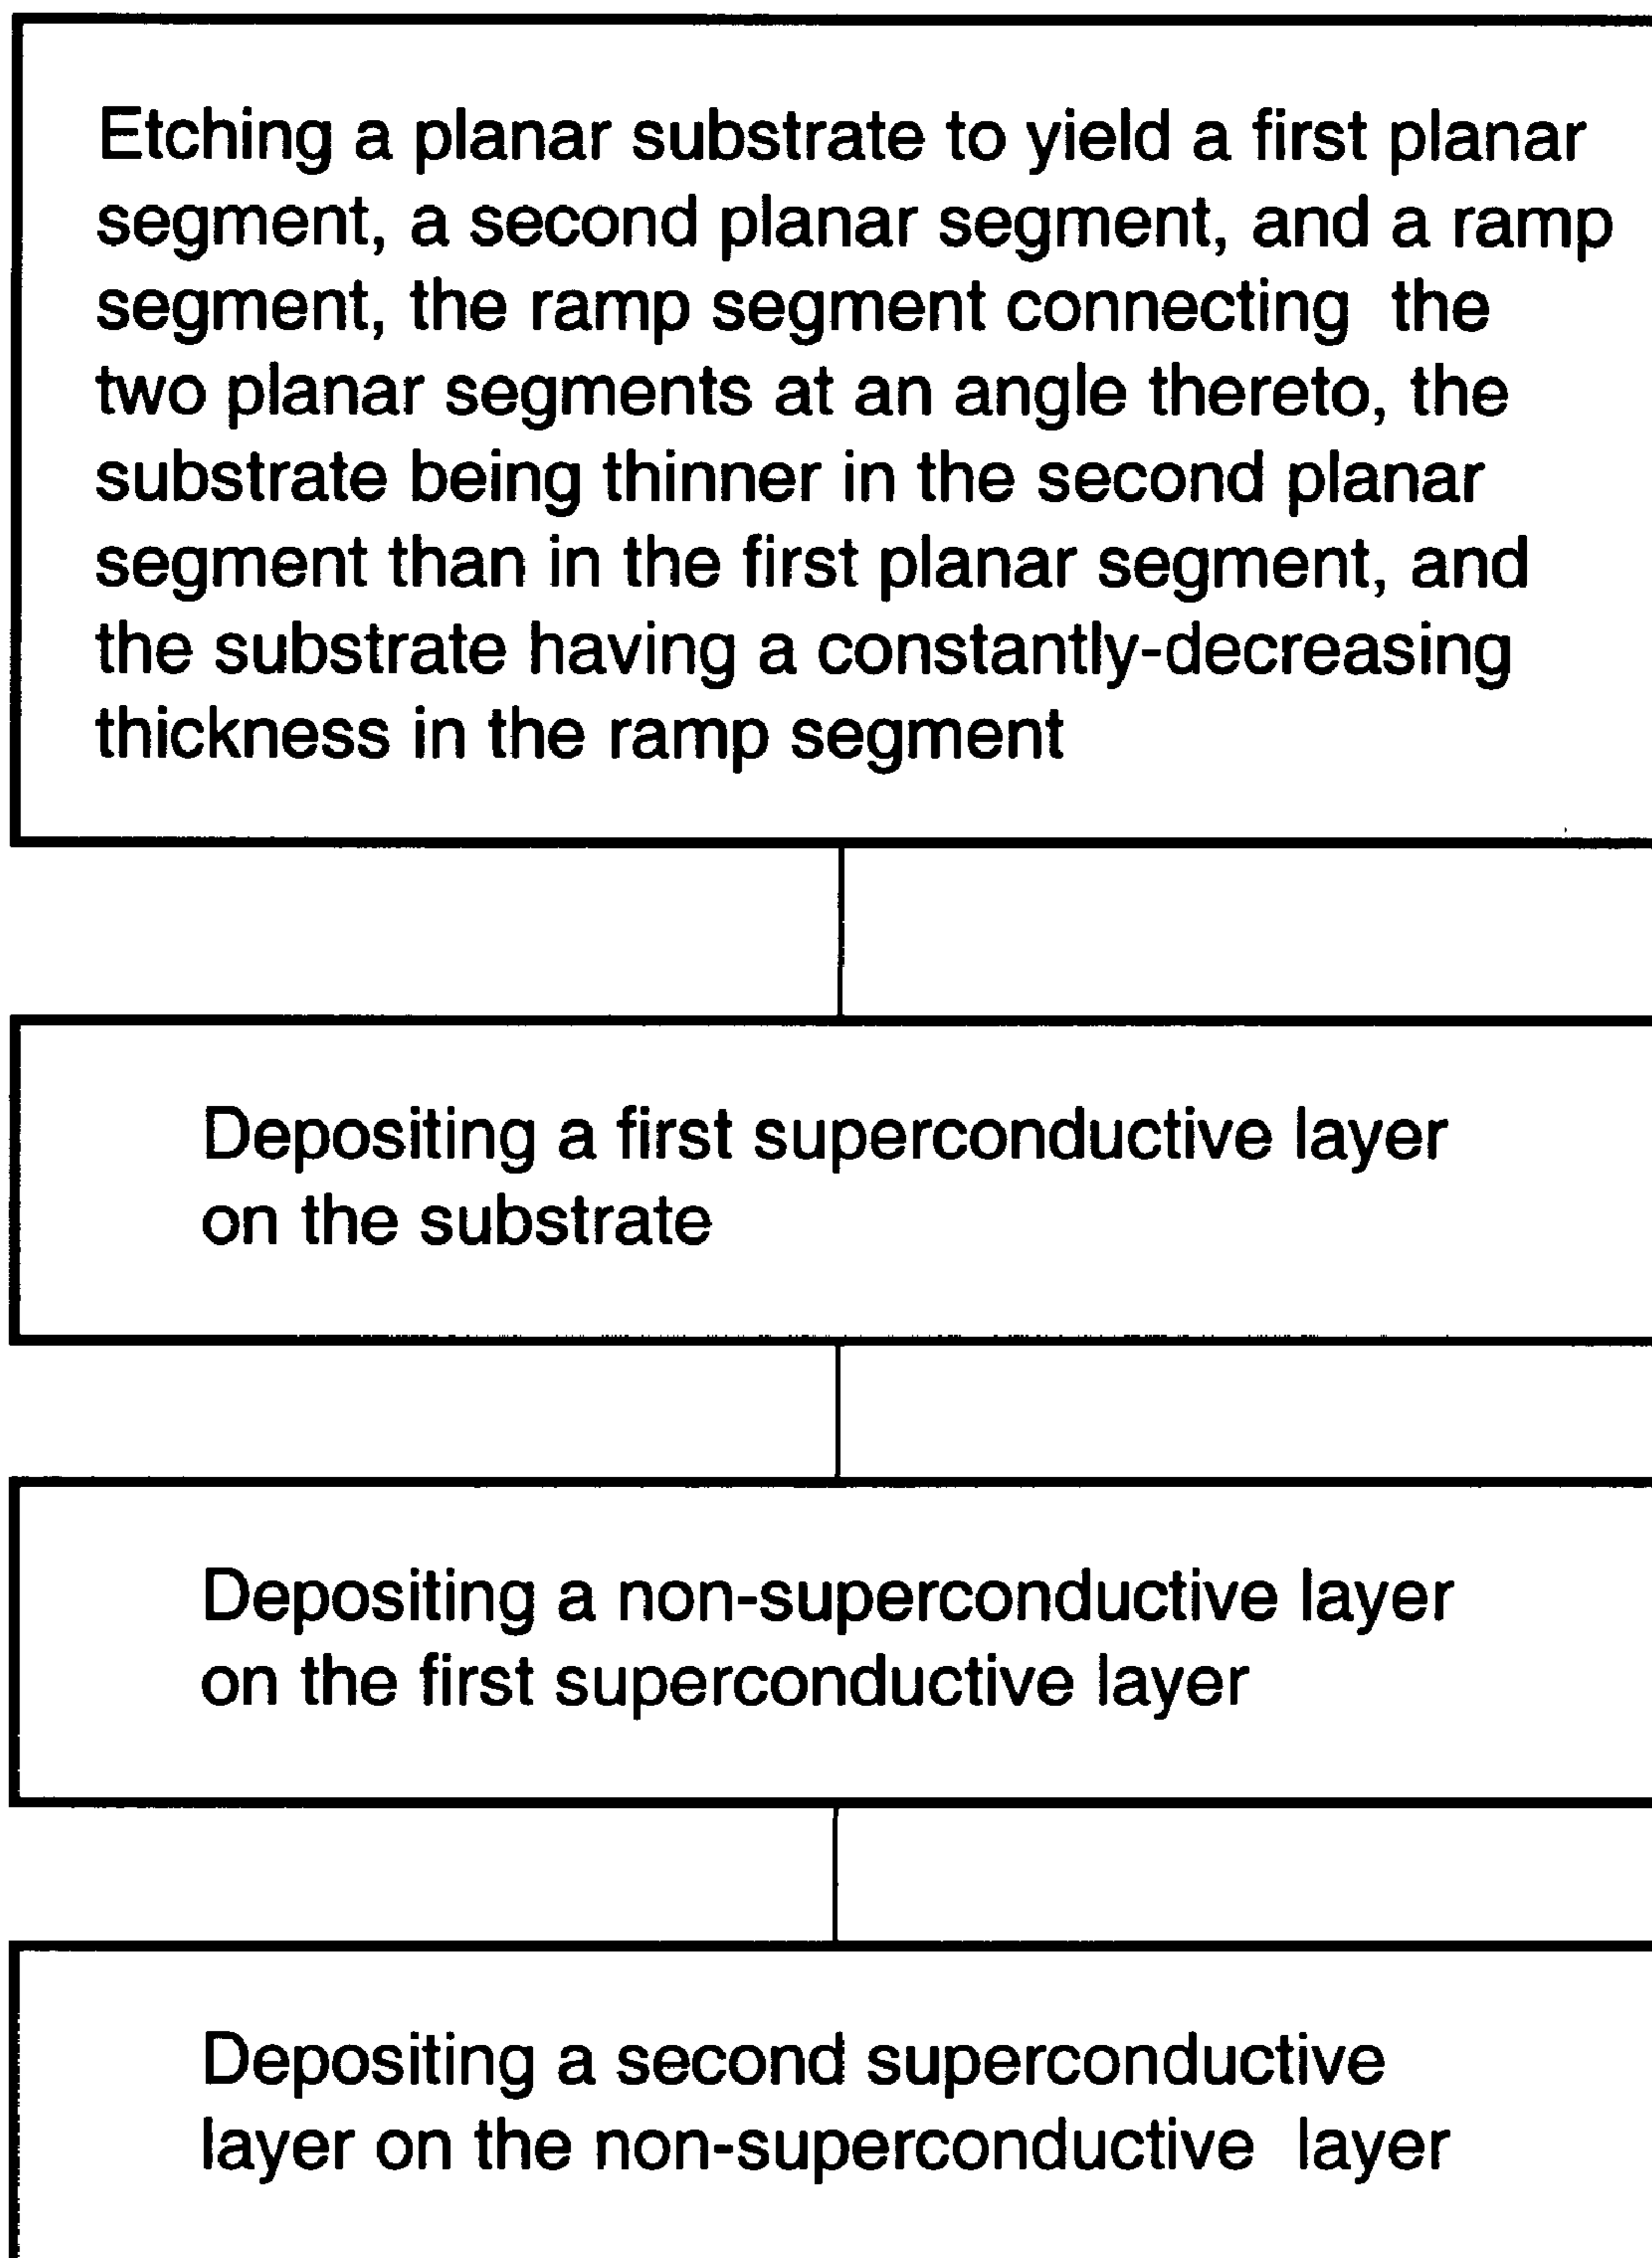 Etching a planar substrate to yield a first planar
segment, a second planar segment, and a ramp
segment, the ramp segment connecting the
two planar segments at an angle thereto, the
substrate being thinner in the second planar
segment than in the first planar segment, and
the substrate having a constantly-decreasing
thickness in the ramp segment
Depositing a first superconductive layer
on the substrate
Depositing a non-superconductive layer
on the first superconductive layer
Depositing a second superconductive
layer on the non-superconductive layer